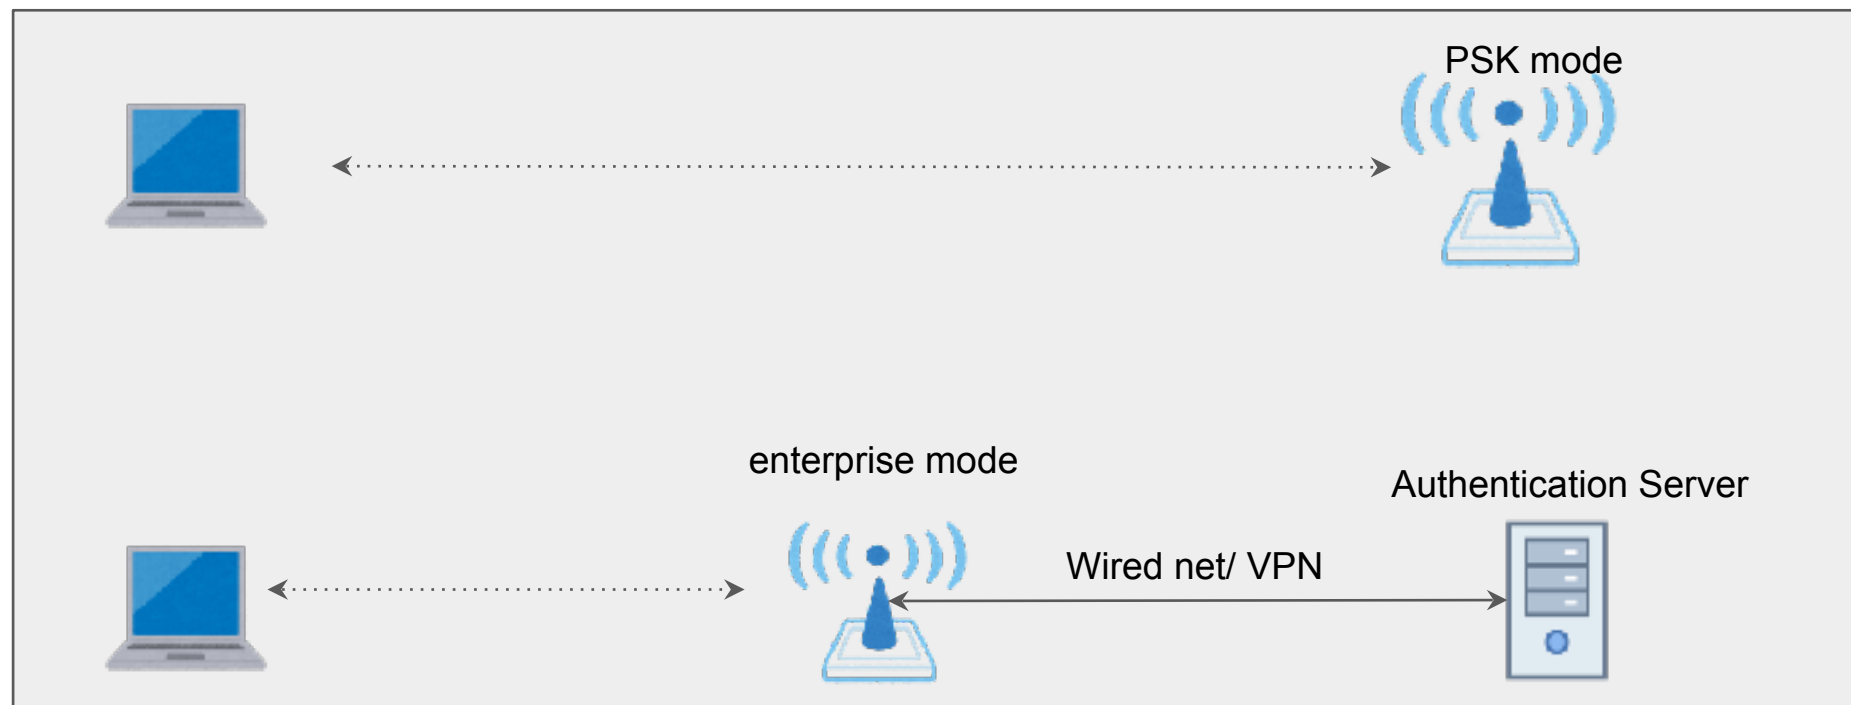 PSK mode
enterprise mode
Authentication Server
Wired net/ VPN